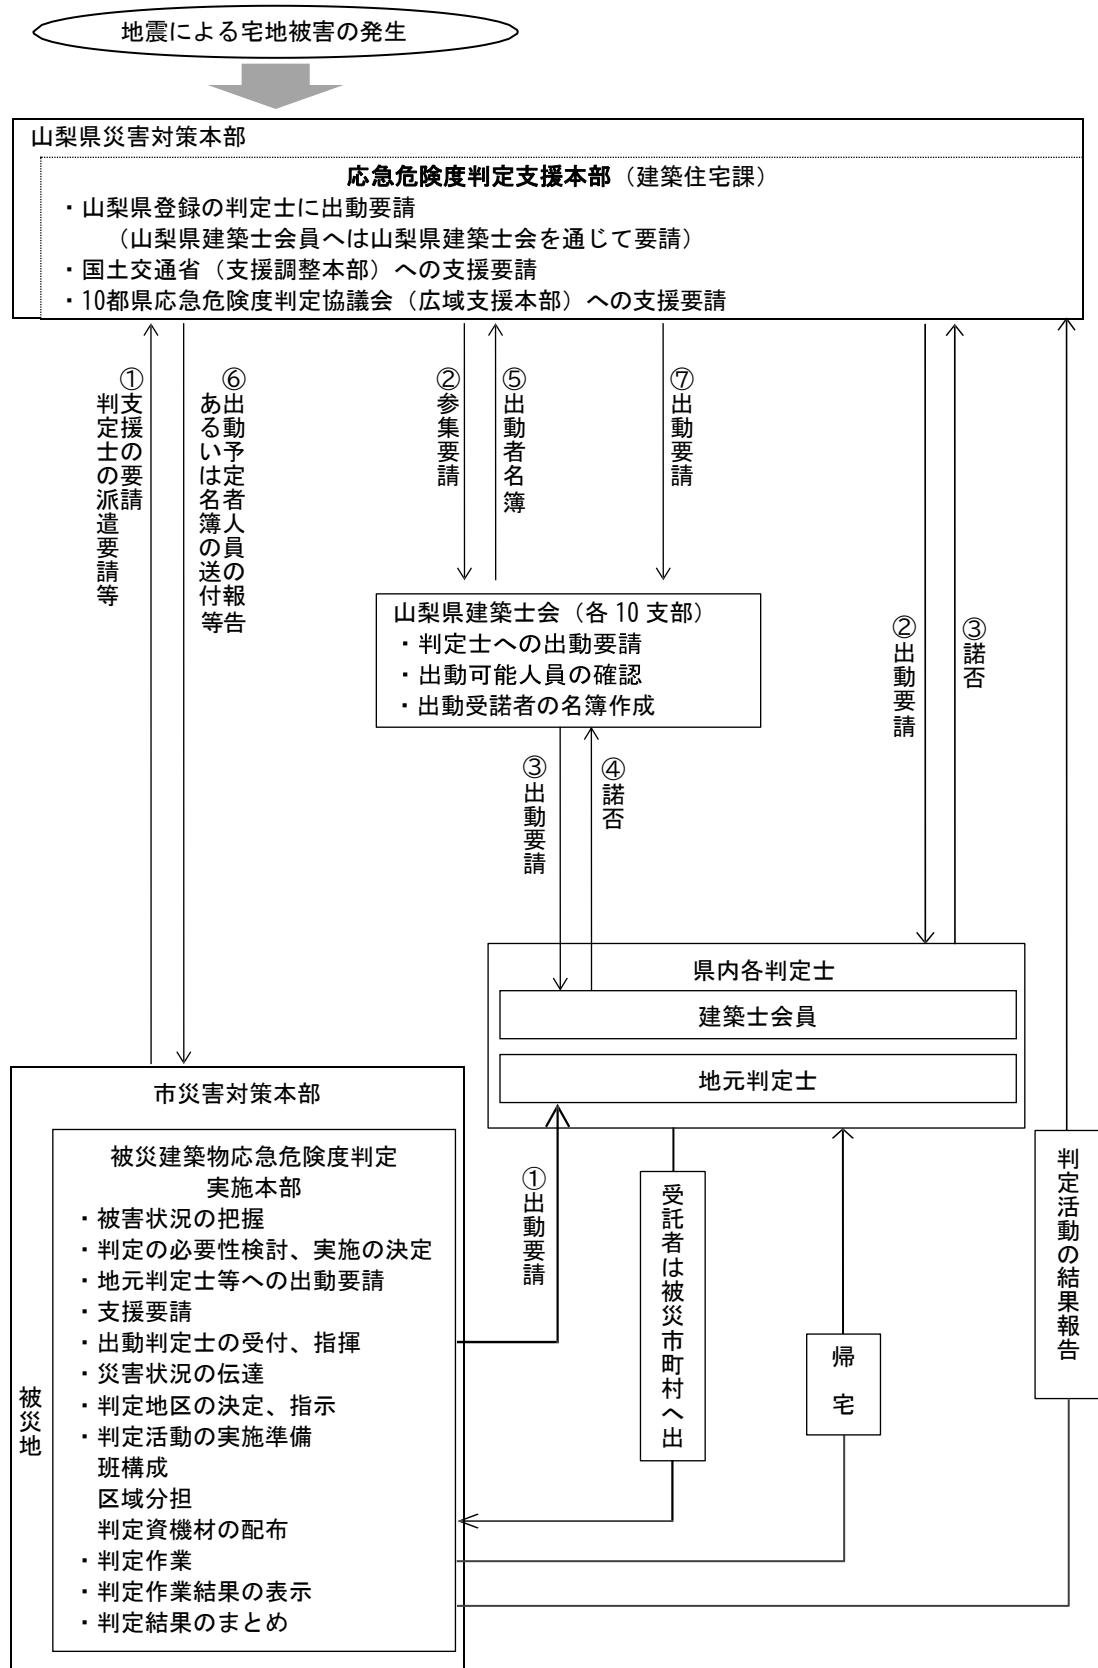 地震による宅地被害の発生
山梨県災害対策本部
応急危険度判定支援本部（建築住宅課）
・山梨県登録の判定士に出動要請
（山梨県建築士会員へは山梨県建築士会を通じて要請）
・国土交通省（支援調整本部）への支援要請
・10都県応急危険度判定協議会（広域支援本部）への支援要請
①支援の要請
判定士の派遣要請等
⑥出動予定者人員の報告
あるいは名簿の送付等
②参集要請
⑤出動者名簿
⑦出動要請
②出動要請
③諾否
山梨県建築士会（各10支部）
・判定士への出動要請
・出動可能人員の確認
・出動受諾者の名簿作成
③出動要請
④諾否
県内各判定士
建築士会員
地元判定士
市災害対策本部
被災建築物応急危険度判定
実施本部
・被害状況の把握
・判定の必要性検討、実施の決定
・地元判定士等への出動要請
・支援要請
・出動判定士の受付、指揮
・災害状況の伝達
・判定地区の決定、指示
・判定活動の実施準備
班構成
区域分担
判定資機材の配布
・判定作業
・判定作業結果の表示
・判定結果のまとめ
被災地
①出動要請
受託者は被災市町村へ出
帰宅
判定活動の結果報告